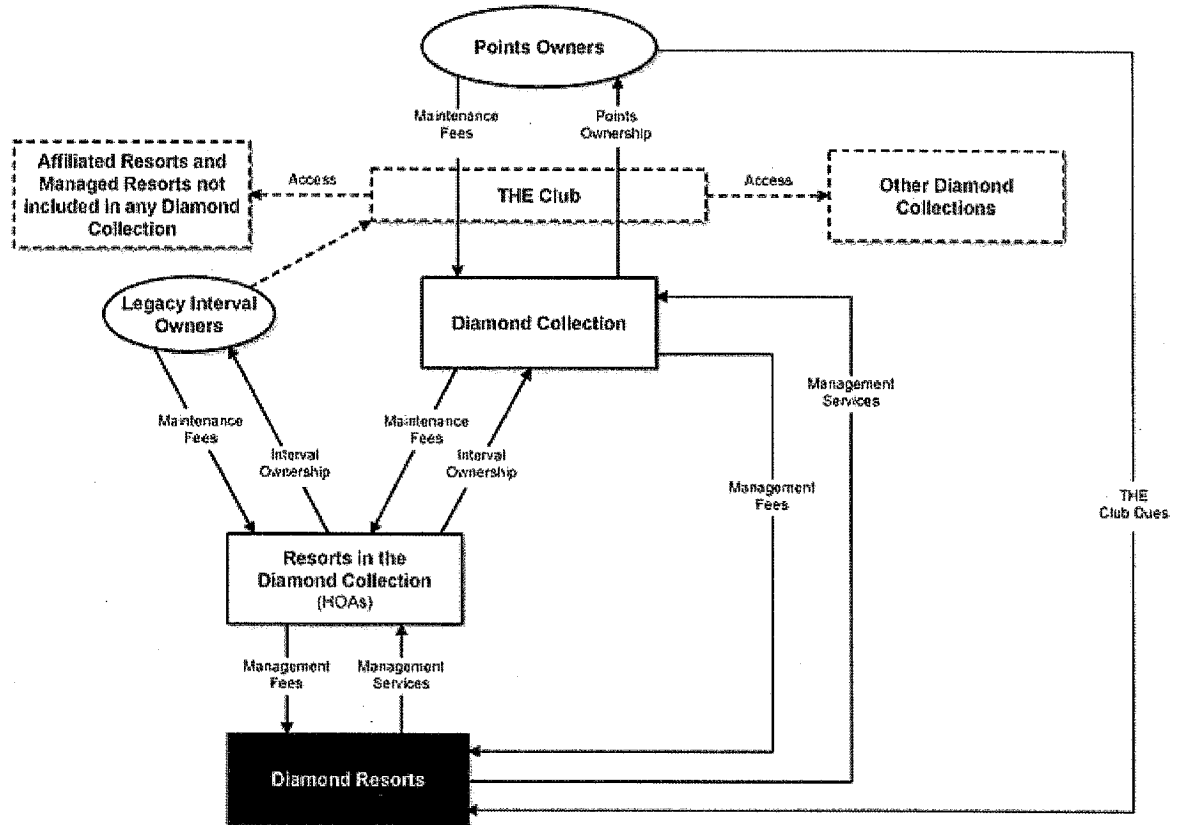 Points Owners
Maintenance
Fees
Points
Ownership
Affiliated Resorts and
Managed Resorts not
included in any Diamond
Collection
Access
THE Club
Access
Other Diamond
Collections
Legacy Interval
Owners
Diamond Collection
Management
Services
Maintenance
Fees
Interval
Ownership
Maintenance
Fees
Interval
Ownership
Management
Fees
THE
Club Dues
Resorts in the
Diamond Collection
(HOAs)
Management
Fees
Management
Services
Diamond Resorts